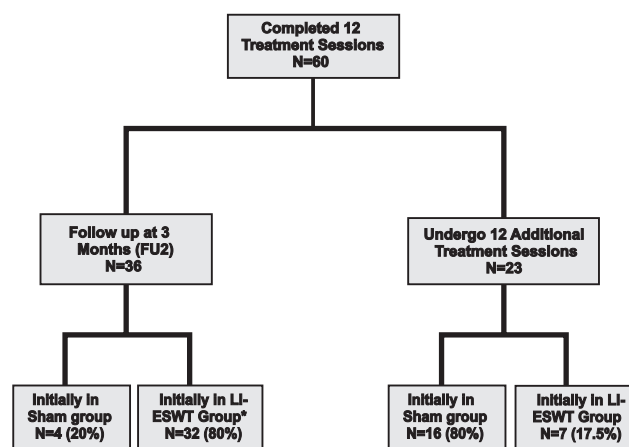 Completed 12
Treatment Sessions
N=60
Follow up at 3
Months (FU2)
N=36
Undergo 12 Additional
Treatment Sessions
N=23
Initially in
Sham group
N=4 (20%)
Initially in LI-
ESWT Group*
N=32 (80%)
Initially in
Sham group
N=16 (80%)
Initially in LI-
ESWT Group
N=7 (17.5%)